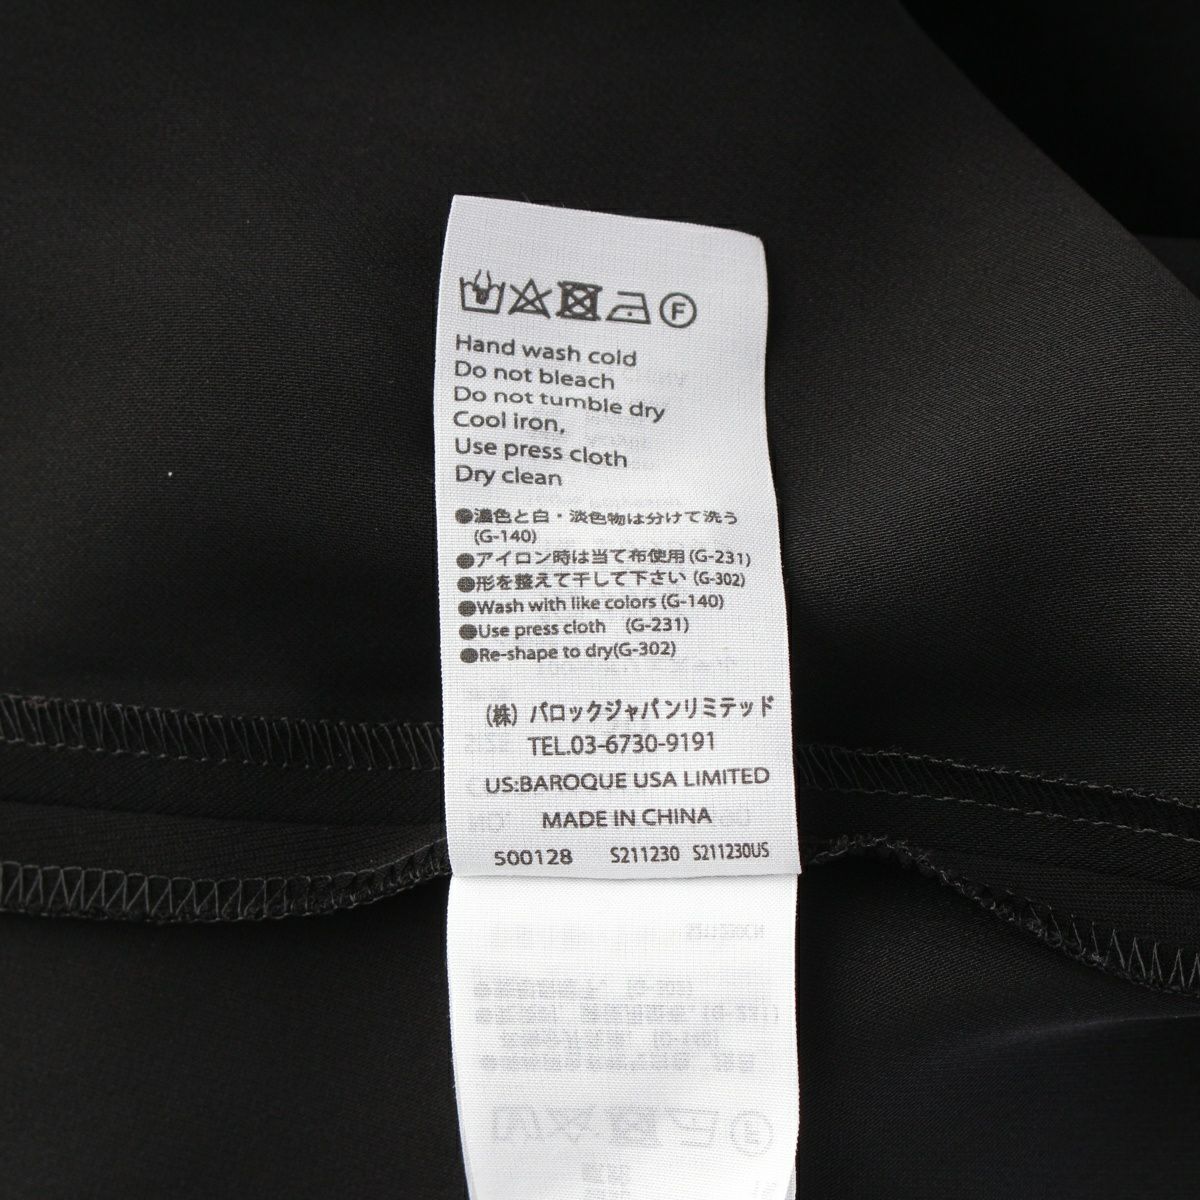 F
Hand wash cold
Do not bleach
Do not tumble dry
Cool iron,
Use press cloth
Dry clean
●濃色と白・淡色物は分けて洗う
(G-140)
●アイロン時は当て布使用(G-231)
●形を整えて干して下さい(G-302)
●Wash with like colors (G-140)
●Use press cloth (G-231)
●Re-shape to dry(G-302)
(株) バロックジャパンリミテッド
TEL.03-6730-9191
US:BAROQUE USA LIMITED
MADE IN CHINA
500128 S211230 S211230US